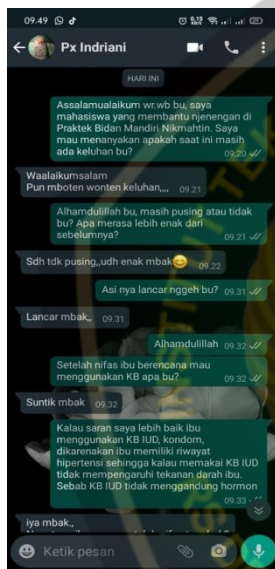 09.49
Px Indriani
HARI INI
Assalamualaikum wr.wb bu, saya
mahasiswa yang membantu njenengan di
Praktek Bidan Mandiri Nikmahtin. Saya
mau menanyakan apakah saat ini masih
ada keluhan bu?
09.20
Waalaikumsalam
Pun mboten wonten keluhan,,,,
09.21
Alhamdulillah bu, masih pusing atau tidak
bu? Apa merasa lebih enak dari
sebelumnya?
09.21
Sdh tdk pusing,,udh enak mbak😊
09.22
Asi nya lancar nggeh bu? 09.31
Lancar mbak,, 09.31
Alhamdulillah 09.32
Setelah nifas ibu berencana mau
menggunakan KB apa bu?
09.32
Suntik mbak 09.32
Kalau saran saya lebih baik ibu
menggunakan KB IUD, kondom,
dikarenakan ibu memiliki riwayat
hipertensi sehingga kalau memakai KB IUD
tidak mempengaruhi tekanan darah ibu.
Sebab KB IUD tidak menggandung hormon
09.33
iya mbak.,
Ketik pesan